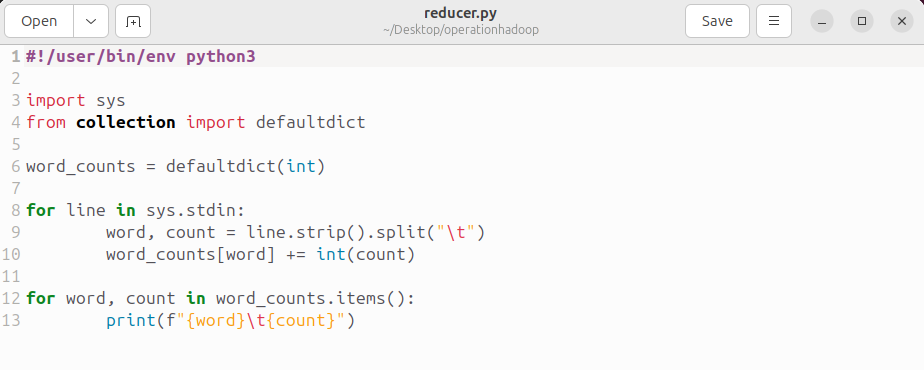 Open
reducer.py
~/Desktop/operationhadoop
Save
1 #!/user/bin/env python3
2
3 import sys
4 from collection import defaultdict
5
6 word_counts = defaultdict(int)
7
8 for line in sys.stdin:
9         word, count = line.strip().split("\t")
10         word_counts[word] += int(count)
11
12 for word, count in word_counts.items():
13         print(f"{word}\t{count}")